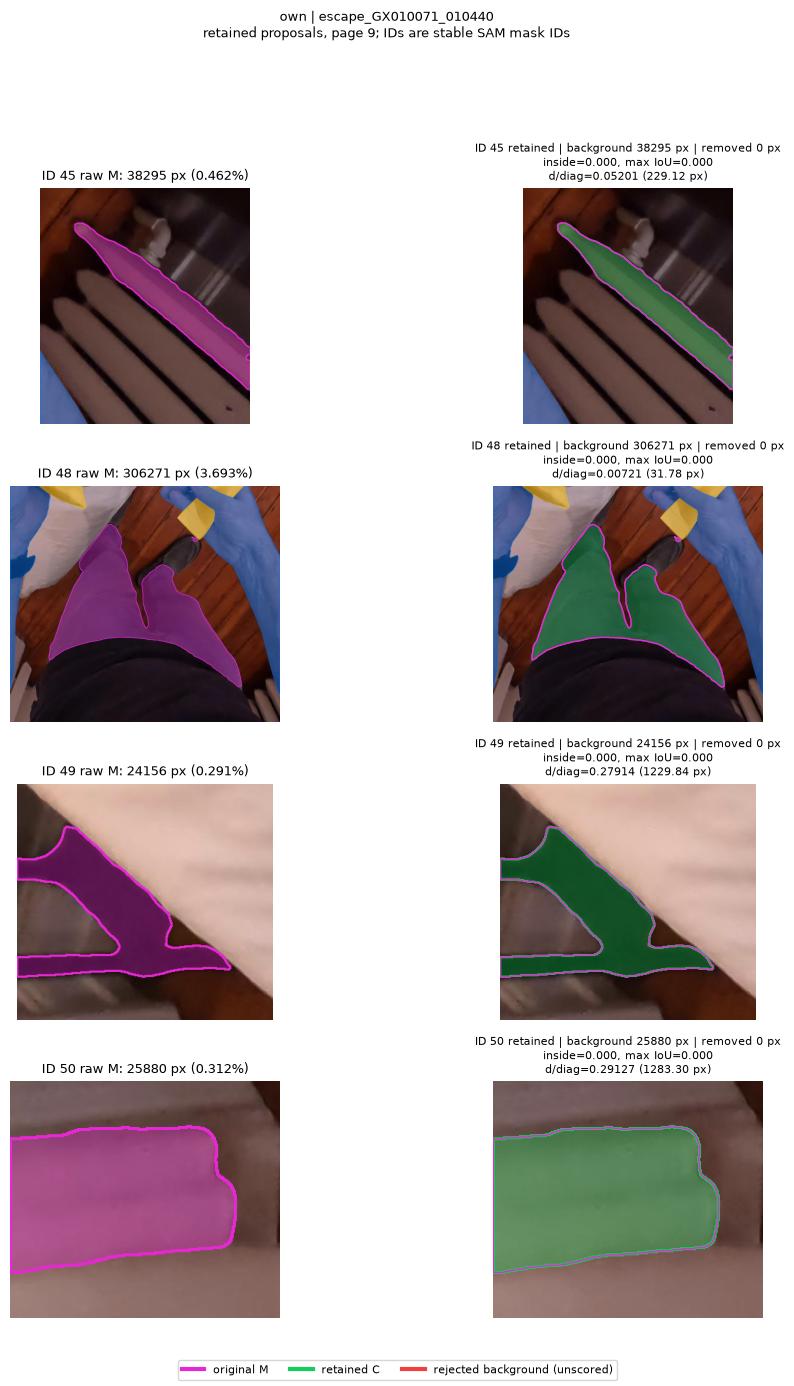 own | escape_GX010071_010440
retained proposals, page 9; IDs are stable SAM mask IDs
ID 45 raw M: 38295 px (0.462%)
ID 45 retained | background 38295 px | removed 0 px
inside=0.000, max IoU=0.000
d/diag=0.05201 (229.12 px)
ID 48 raw M: 306271 px (3.693%)
ID 48 retained | background 306271 px | removed 0 px
inside=0.000, max IoU=0.000
d/diag=0.00721 (31.78 px)
ID 49 raw M: 24156 px (0.291%)
ID 49 retained | background 24156 px | removed 0 px
inside=0.000, max IoU=0.000
d/diag=0.27914 (1229.84 px)
ID 50 raw M: 25880 px (0.312%)
ID 50 retained | background 25880 px | removed 0 px
inside=0.000, max IoU=0.000
d/diag=0.29127 (1283.30 px)
original M
retained C
rejected background (unscored)